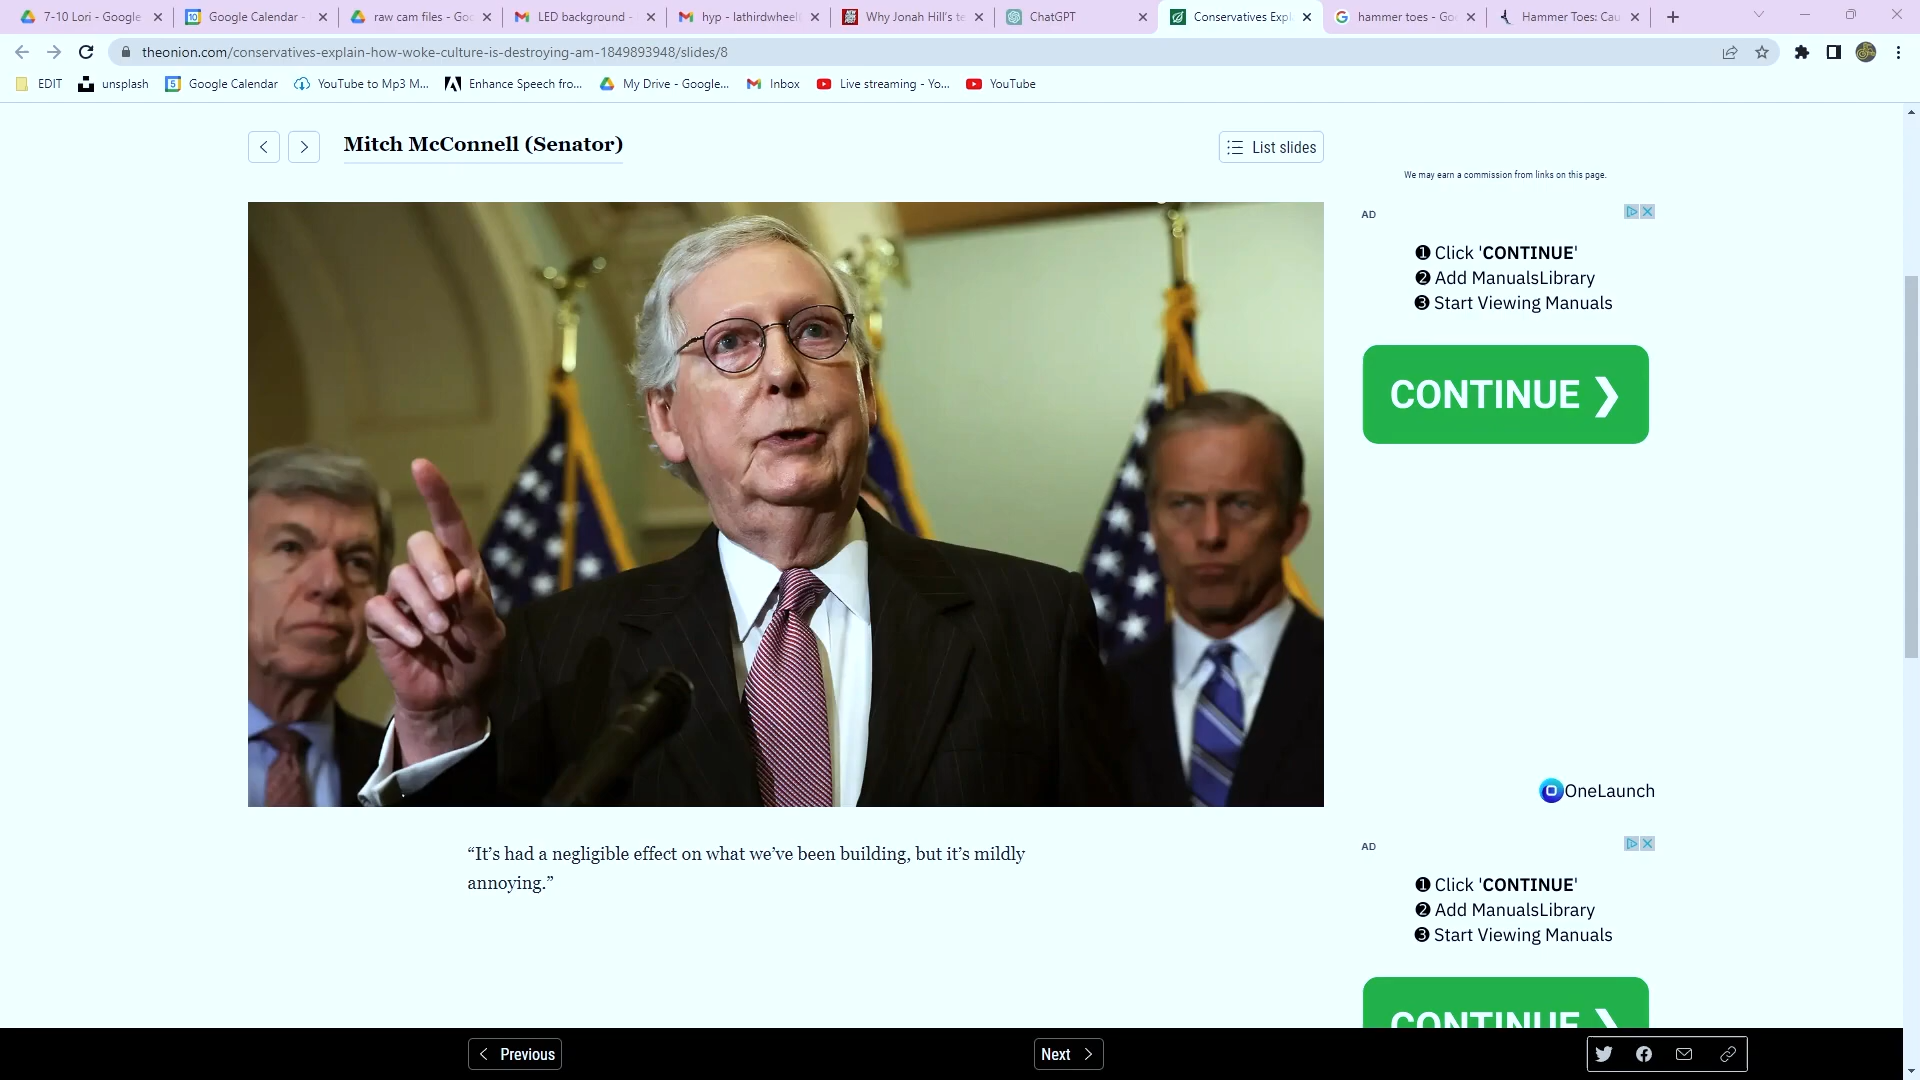 7-10 Lori - Google
Google Calendar -
raw cam files - Goo
LED background -
hyp - lathirdwheel
Why Jonah Hill's te
ChatGPT
Conservatives Expl
hammer toes - Go
Hammer Toes: Cau
theonion.com/conservatives-explain-how-woke-culture-is-destroying-am-1849893948/slides/8
EDIT
unsplash
Google Calendar
YouTube to Mp3 M...
Enhance Speech fro...
My Drive - Google...
Inbox
Live streaming - Yo...
YouTube
Mitch McConnell (Senator)
List slides
We may earn a commission from links on this page.
AD
❶ Click 'CONTINUE'
❷ Add ManualsLibrary
❸ Start Viewing Manuals
CONTINUE ❯
OneLaunch
“It’s had a negligible effect on what we’ve been building, but it’s mildly
annoying.”
AD
❶ Click 'CONTINUE'
❷ Add ManualsLibrary
❸ Start Viewing Manuals
CONTINUE ❯
Previous
Next